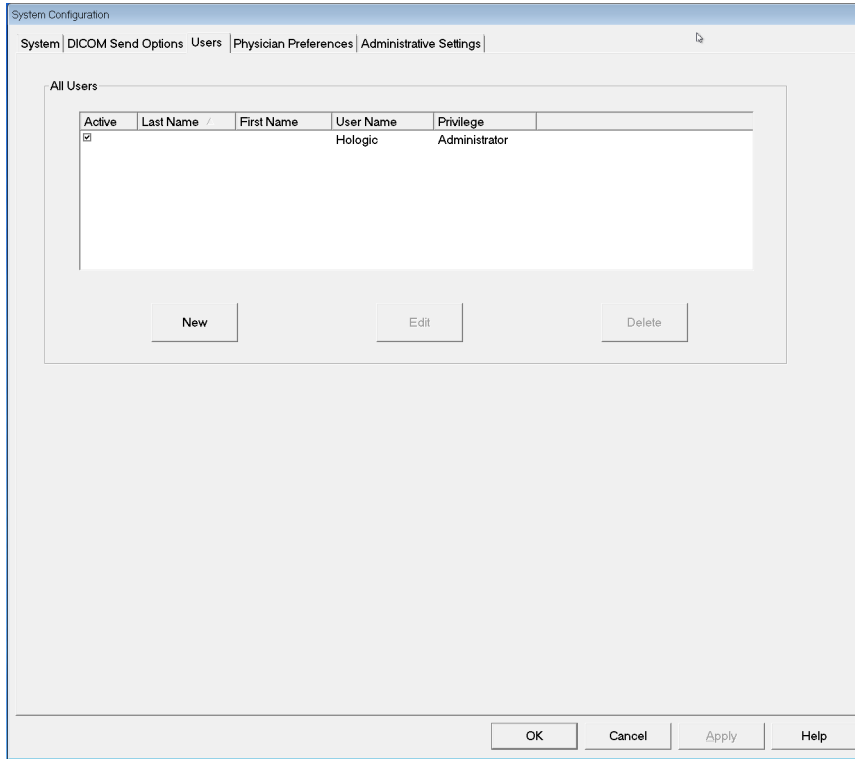 System Configuration
System DICOM Send Options Users Physician Preferences Administrative Settings
All Users
Active Last Name First Name User Name Privilege
Hologic Administrator
New Edit Delete
OK Cancel Apply Help